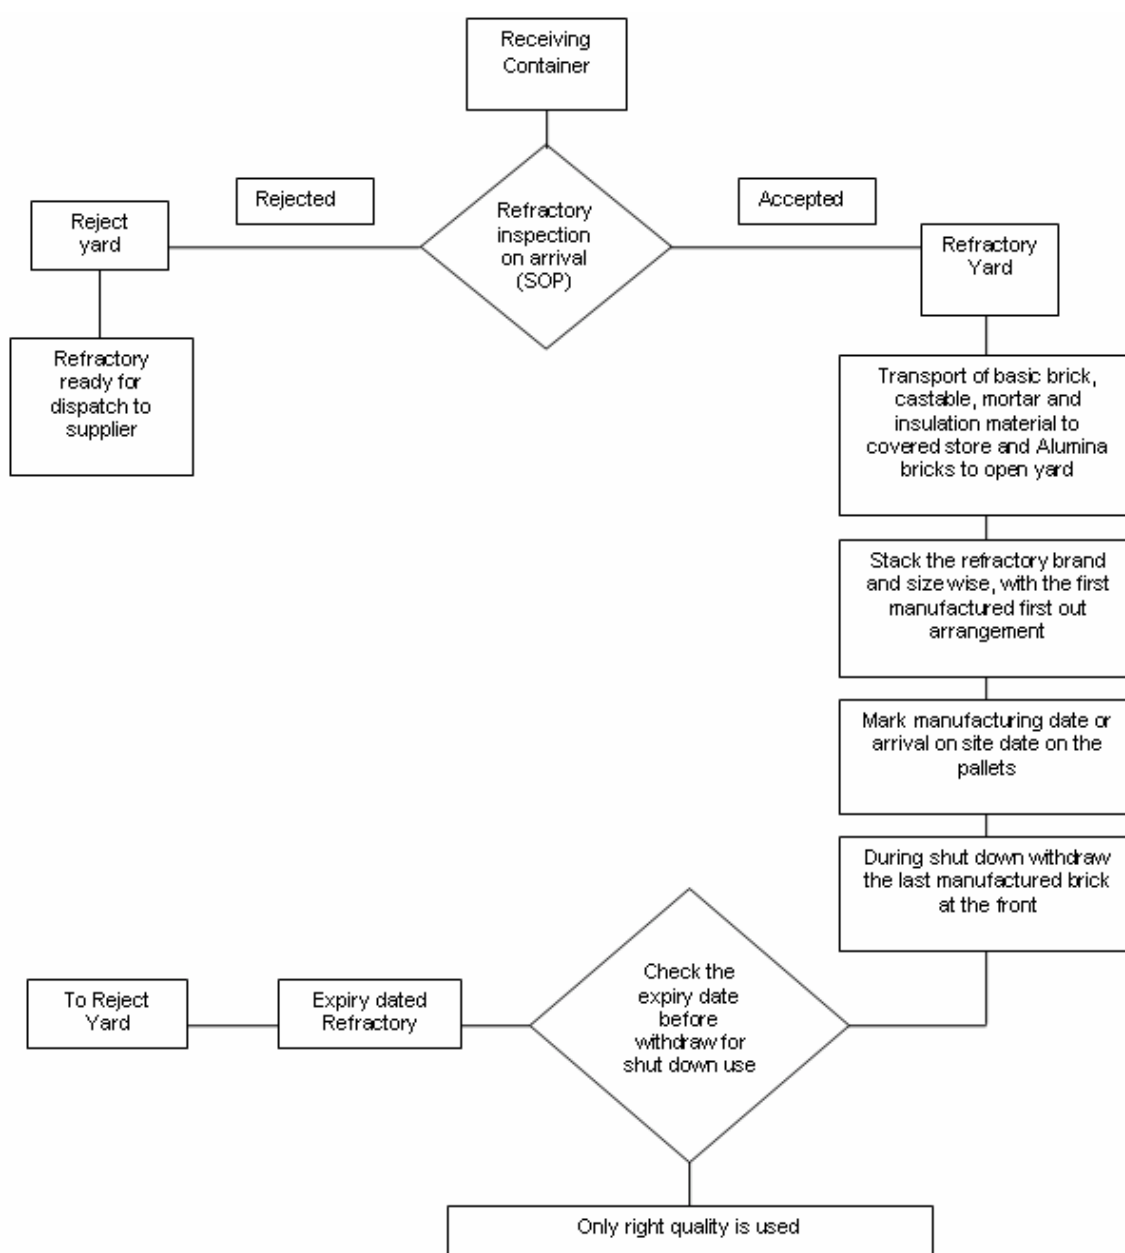 Receiving
Container
Rejected
Accepted
Reject
yard
Refractory
inspection
on arrival
(SOP)
Refractory
Yard
Refractory
ready for
dispatch to
supplier
Transport of basic brick,
castable, mortar and
insulation material to
covered store and Alumina
bricks to open yard
Stack the refractory brand
and size wise, with the first
manufactured first out
arrangement
Mark manufacturing date or
arrival on site date on the
pallets
During shut down withdraw
the last manufactured brick
at the front
Check the
expiry date
before
withdraw for
shut down use
Expiry dated
Refractory
To Reject
Yard
Only right quality is used